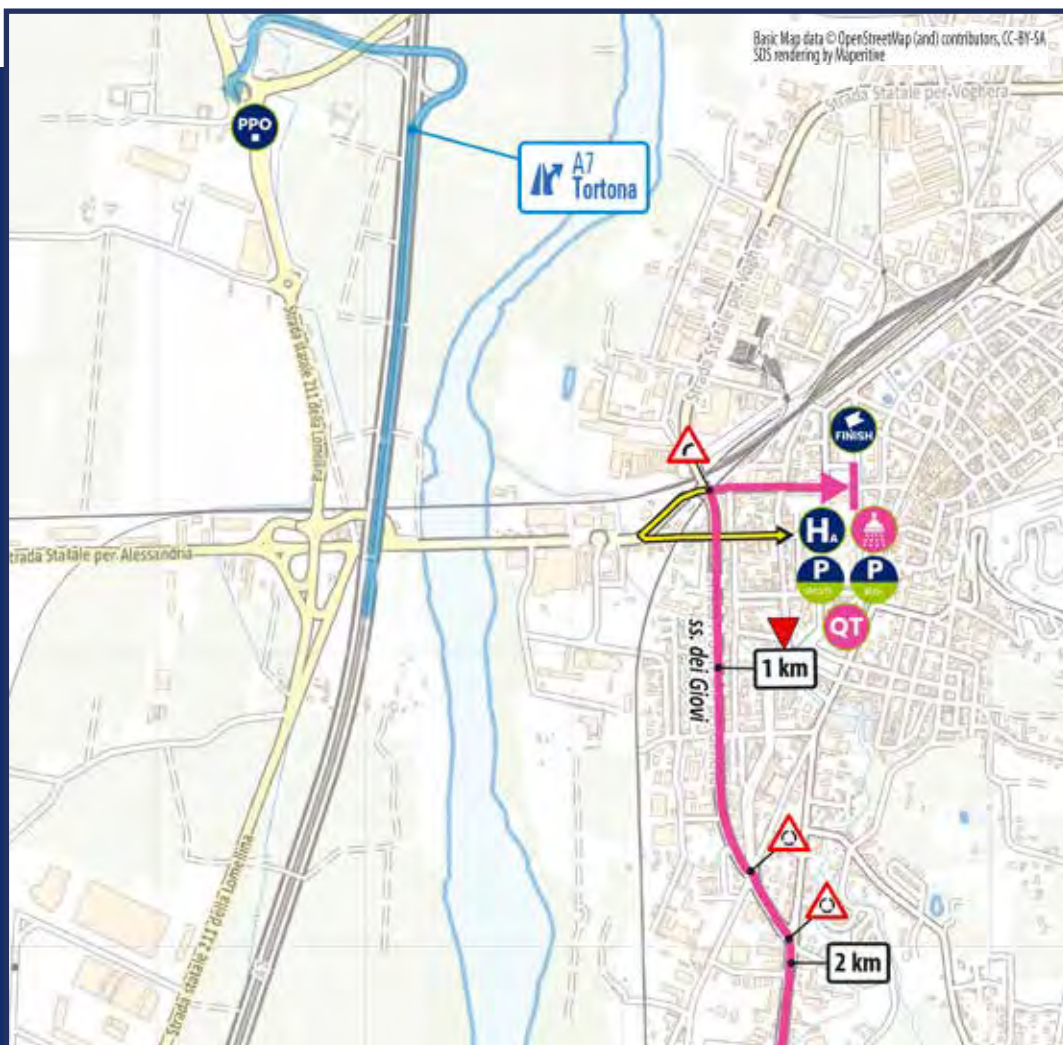 Basic Map data © OpenStreetMap (and) contributors, CC-BY-SA
SDS rendering by Maperitive
Strada Statale per Voghera
PPO
A7
Tortona
Strada Statale per Voghera
Strada statale 211 della Lomellina
FINISH
HA
Strada Statale per Alessandria
P
P
QT
ss. dei Giovi
1 km
Strada statale 211 della Lomellina
2 km